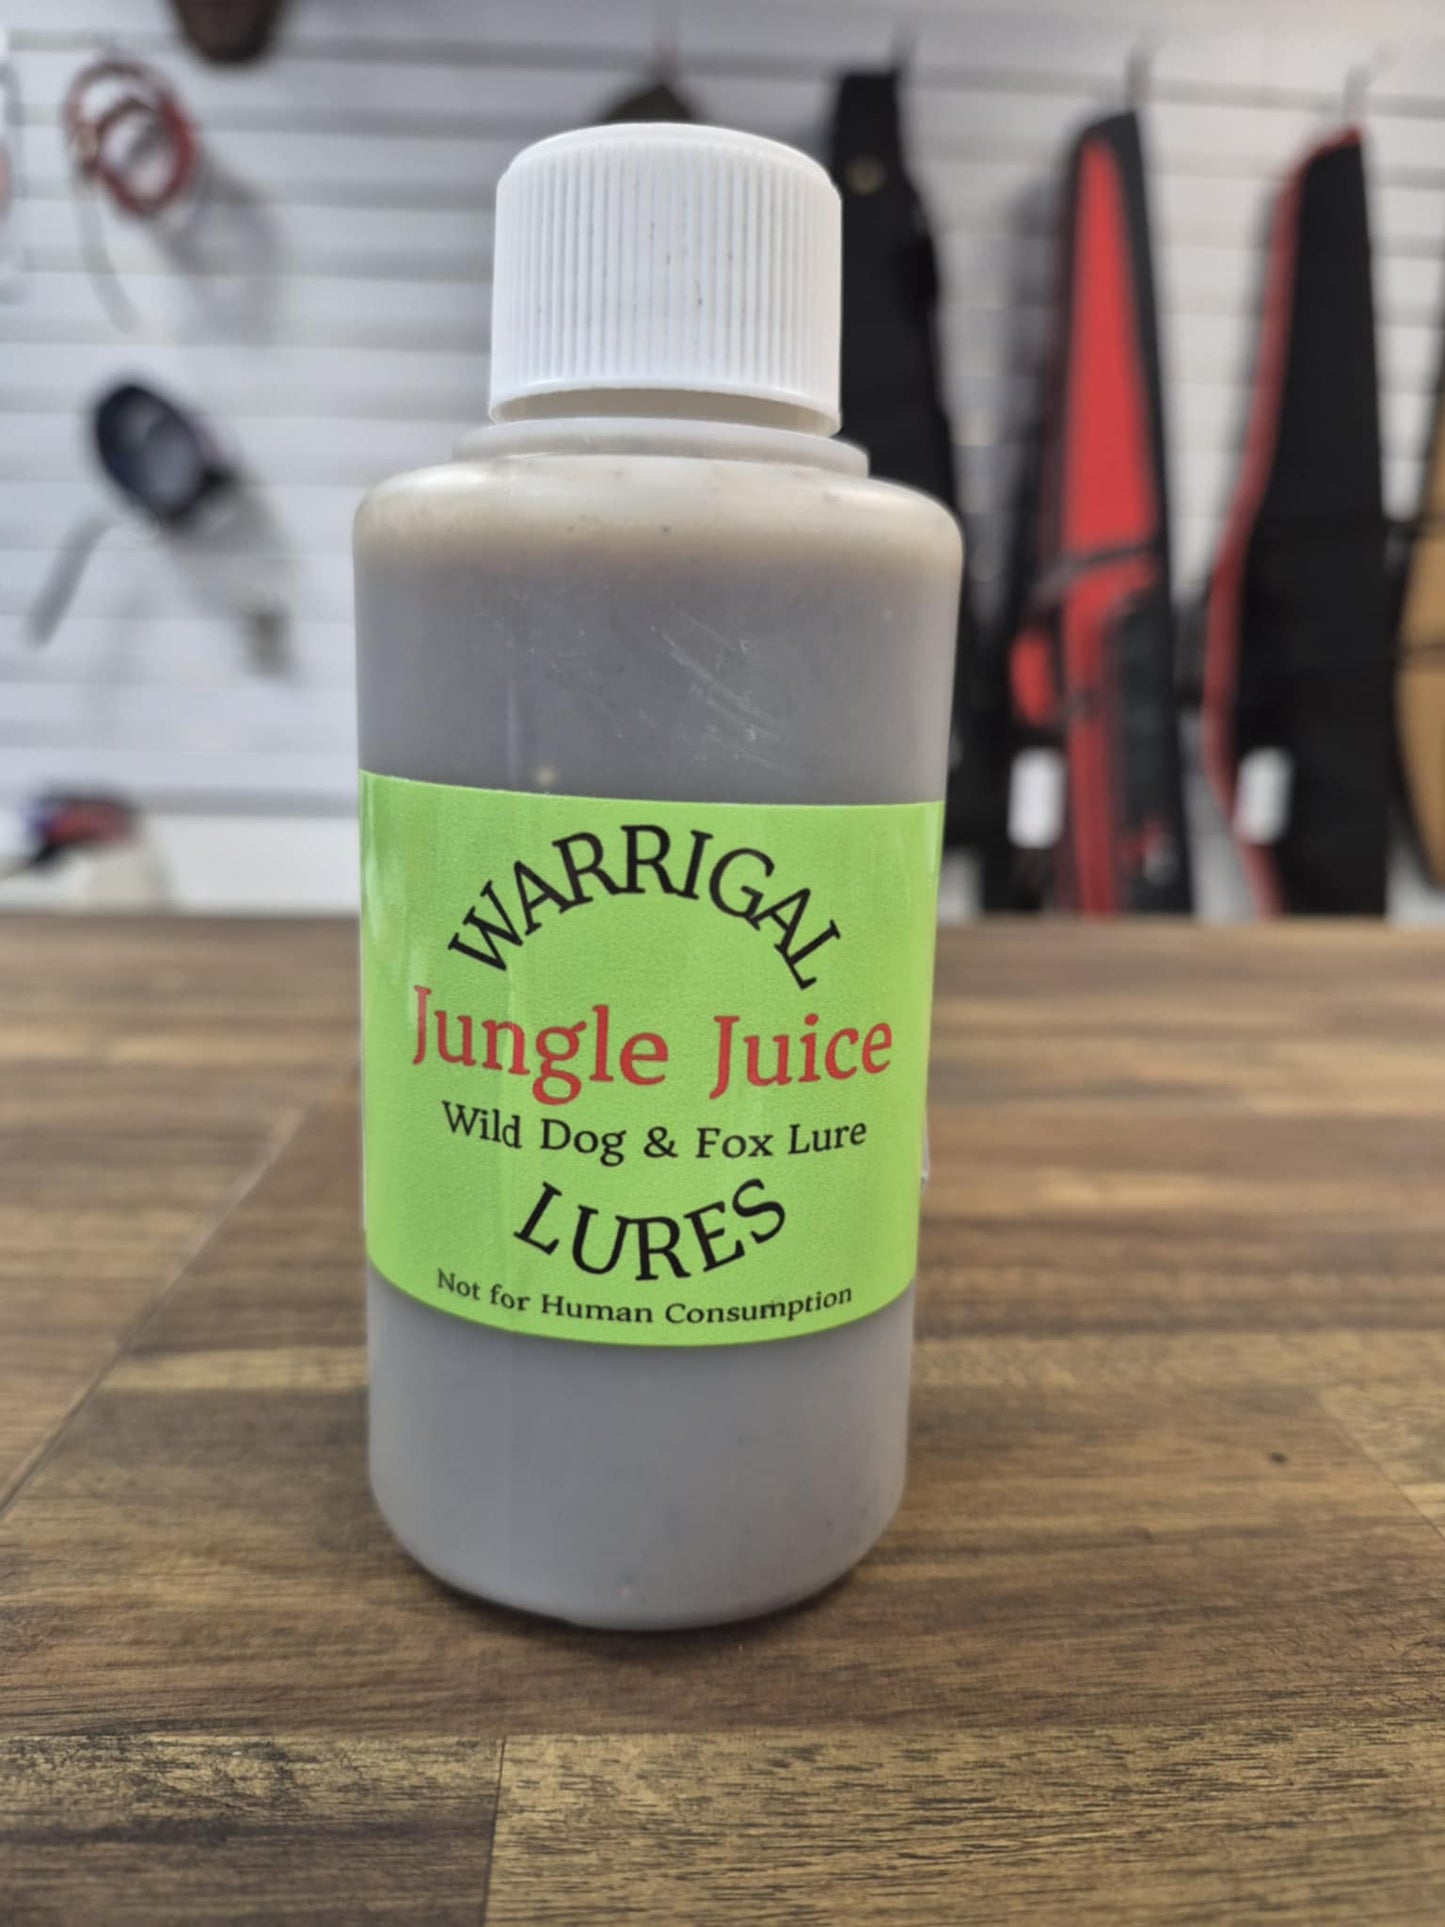 WARRIGAL
Jungle Juice
Wild Dog & Fox Lure
LURES
Not for Human Consumption